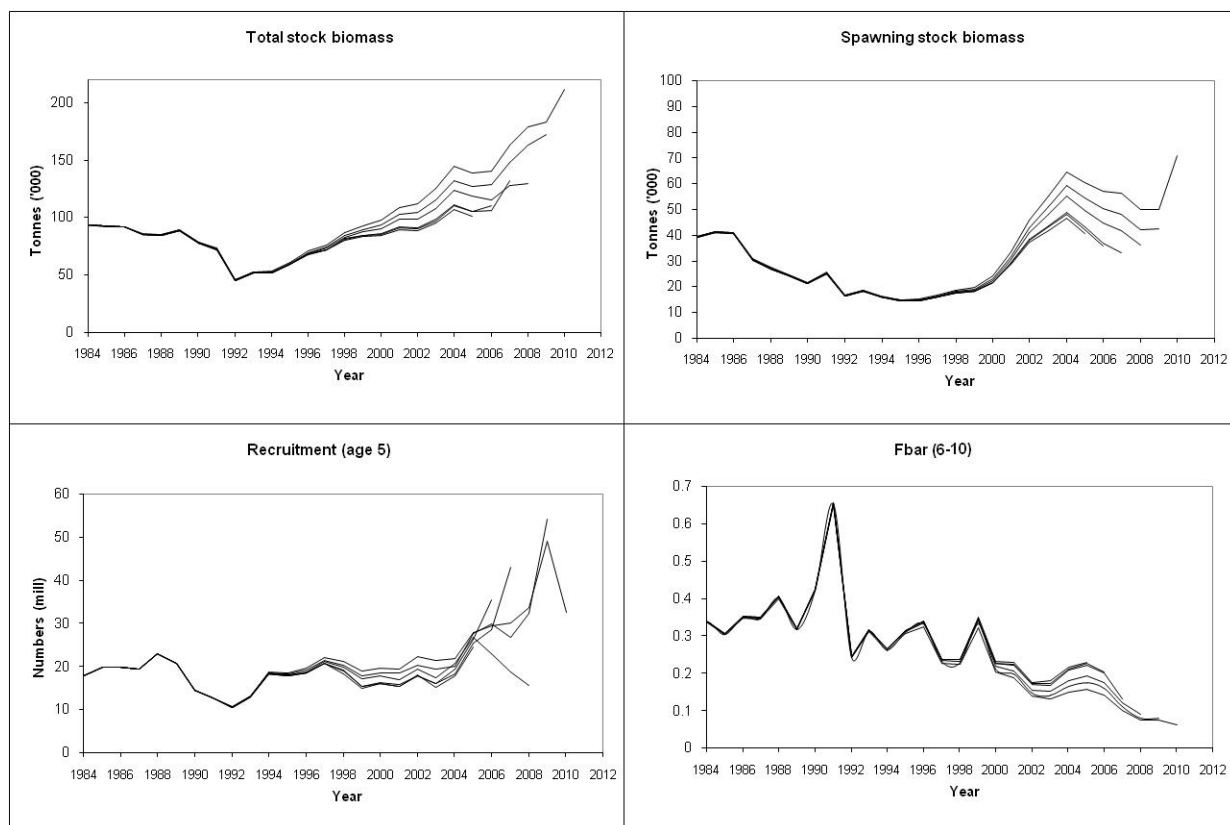 Total stock biomass
Tonnes ('000)
200
150
100
50
0
1984 1986 1988 1990 1992 1994 1996 1998 2000 2002 2004 2006 2008 2010 2012
Year
Spawning stock biomass
Tonnes ('000)
100
90
80
70
60
50
40
30
20
10
0
1984 1986 1988 1990 1992 1994 1996 1998 2000 2002 2004 2006 2008 2010 2012
Year
Recruitment (age 5)
Numbers (mill)
60
50
40
30
20
10
0
1984 1986 1988 1990 1992 1994 1996 1998 2000 2002 2004 2006 2008 2010 2012
Year
Fbar (6-10)
0.7
0.6
0.5
0.4
0.3
0.2
0.1
0
1984 1986 1988 1990 1992 1994 1996 1998 2000 2002 2004 2006 2008 2010 2012
Year